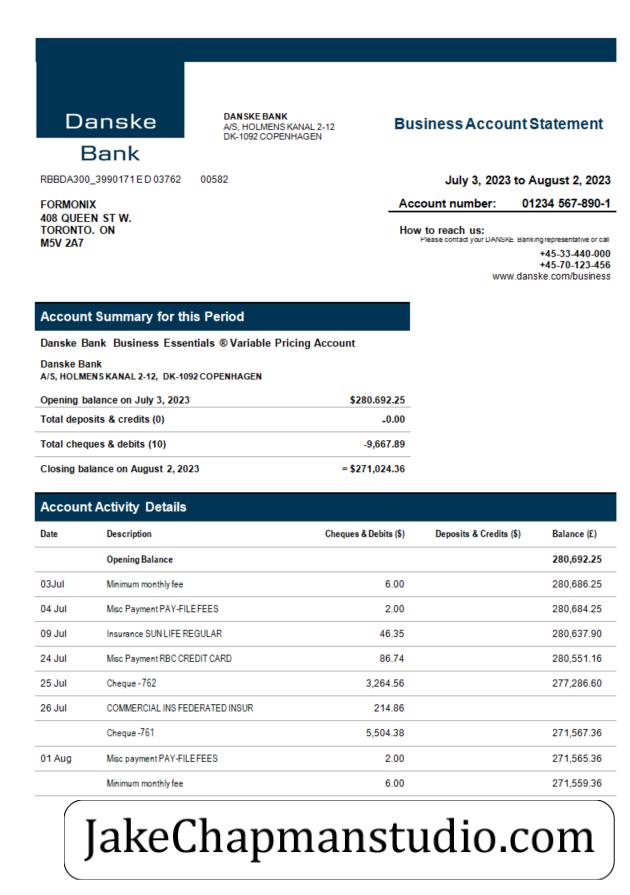 Danske
Bank
DANSKE BANK
A/S, HOLMENS KANAL 2-12
DK-1092 COPENHAGEN
Business Account Statement
RBBDA300_3990171 E D 03762 00582
July 3, 2023 to August 2, 2023
FORMONIX
408 QUEEN ST W.
TORONTO. ON
M5V 2A7
Account number: 01234 567-890-1
How to reach us:
Please contact your DANSKE Banking representative or call
+45-33-440-000
+45-70-123-456
www.danske.com/business
Account Summary for this Period
Danske Bank Business Essentials ® Variable Pricing Account
Danske Bank
A/S, HOLMENS KANAL 2-12, DK-1092 COPENHAGEN
Opening balance on July 3, 2023 $280.692.25
Total deposits & credits (0) -0.00
Total cheques & debits (10) -9,667.89
Closing balance on August 2, 2023 = $271,024.36
Account Activity Details
Date Description Cheques & Debits ($) Deposits & Credits ($) Balance (£)
Opening Balance 280,692.25
03Jul Minimum monthly fee 6.00 280,686.25
04 Jul Misc Payment PAY-FILE FEES 2.00 280,684.25
09 Jul Insurance SUN LIFE REGULAR 46.35 280,637.90
24 Jul Misc Payment RBC CREDIT CARD 86.74 280,551.16
25 Jul Cheque -762 3,264.56 277,286.60
26 Jul COMMERCIAL INS FEDERATED INSUR 214.86
Cheque -761 5,504.38 271,567.36
01 Aug Misc payment PAY-FILE FEES 2.00 271,565.36
Minimum monthly fee 6.00 271,559.36
JakeChapmanstudio.com